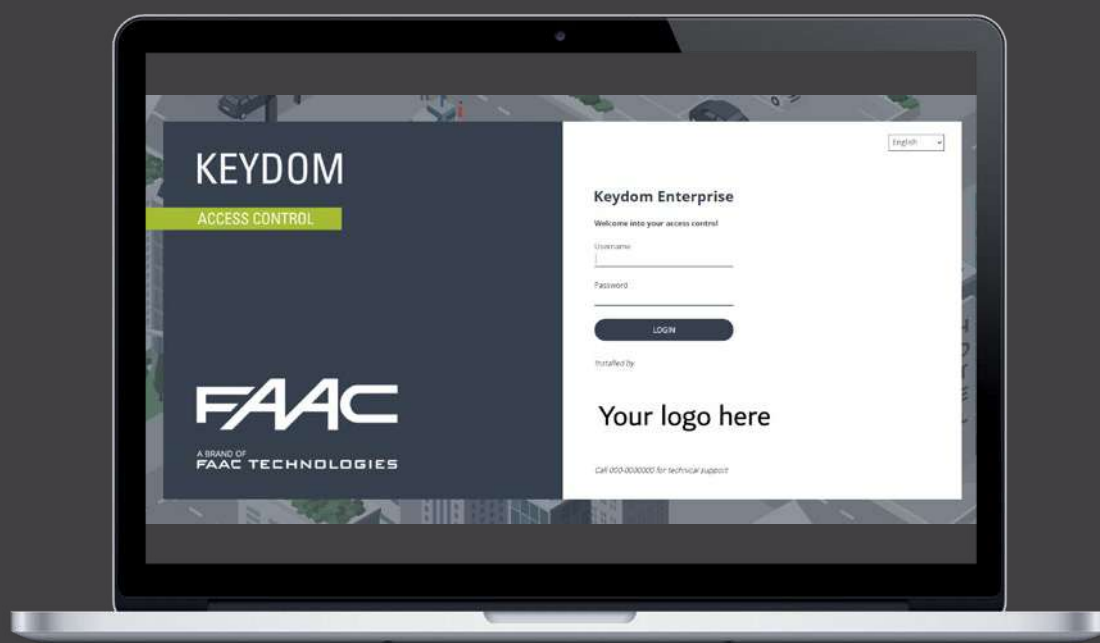 KEYDOM
ACCESS CONTROL
FAAC
A BRAND OF
FAAC TECHNOLOGIES
English
Keydom Enterprise
Welcome into your access control
Username
Password
LOGIN
Installed by
Your logo here
Call 000-0000000 for technical support